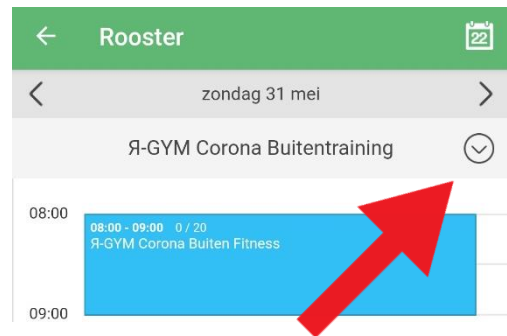 Rooster
22
zondag 31 mei
Я-GYM Corona Buitentraining
08:00
08:00 - 09:00 0 / 20
Я-GYM Corona Buiten Fitness
09:00